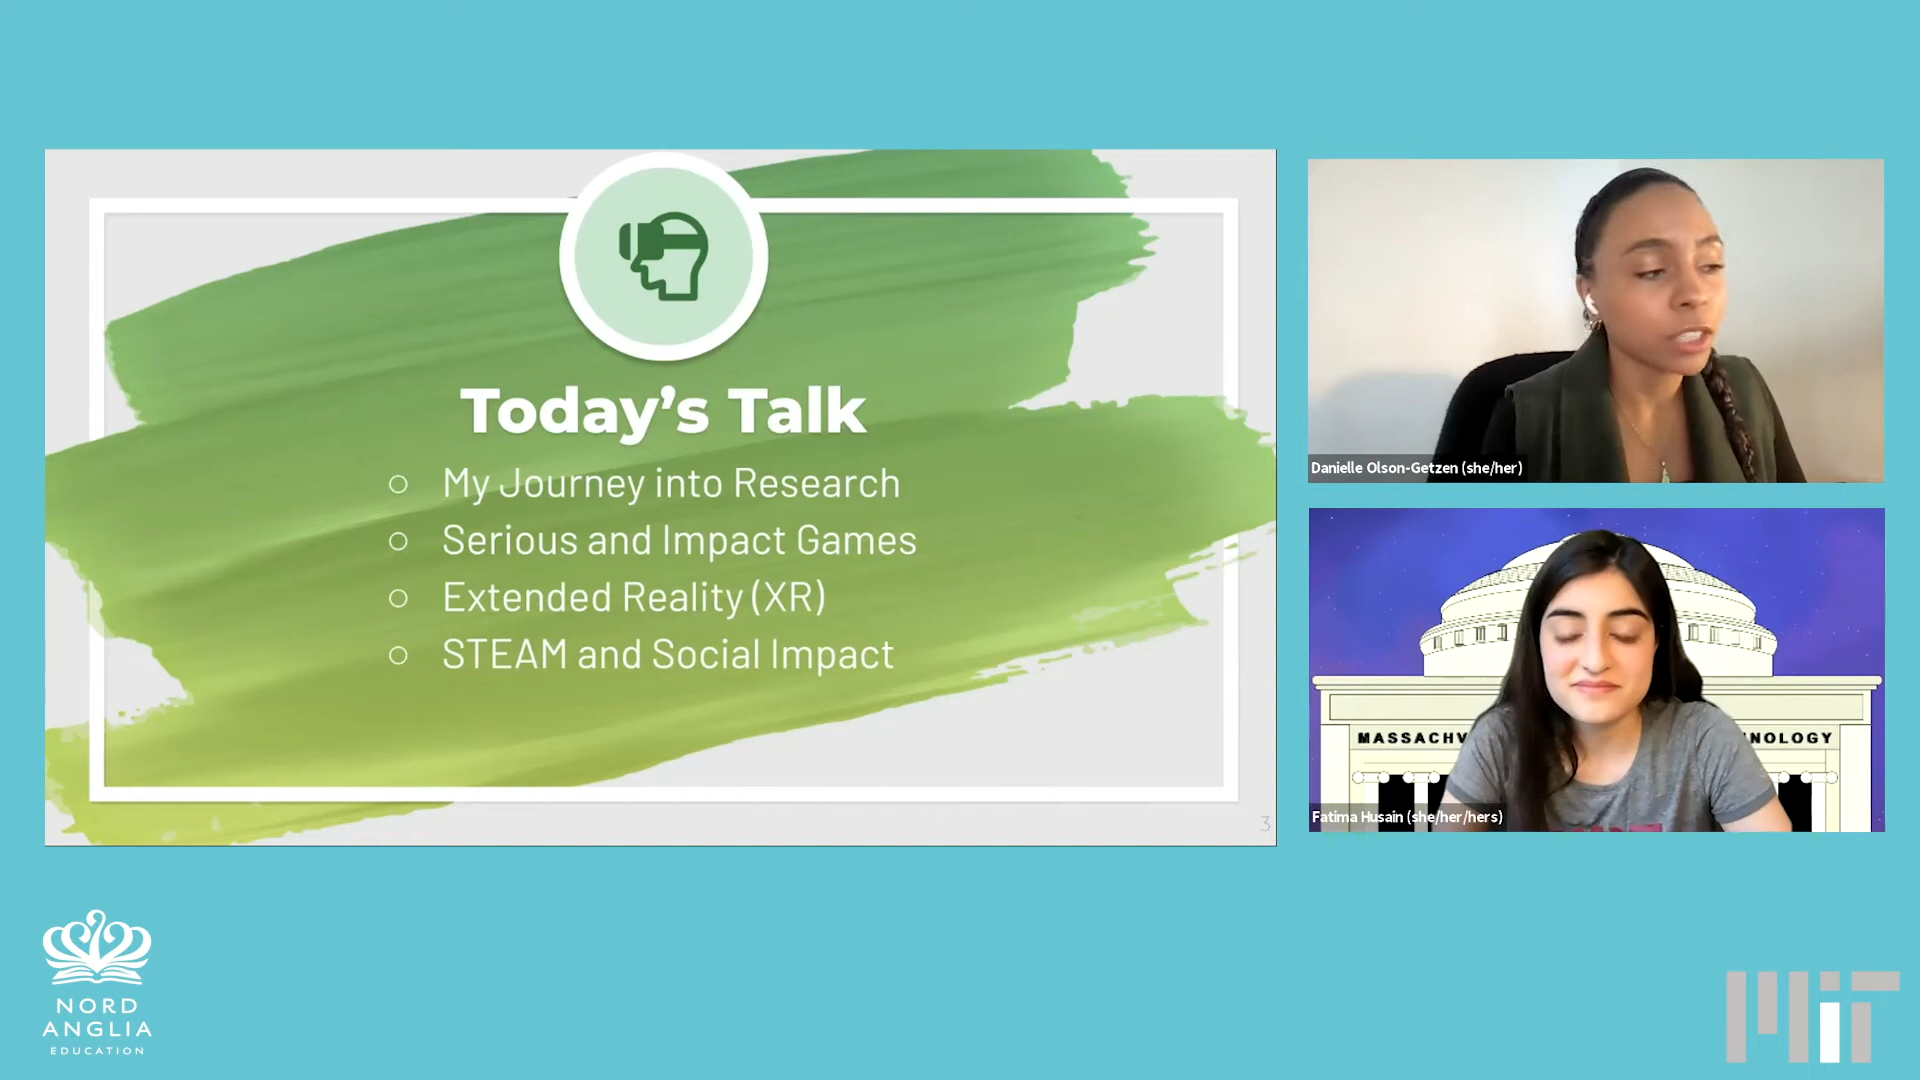 Today's Talk
○ My Journey into Research
○ Serious and Impact Games
○ Extended Reality (XR)
○ STEAM and Social Impact
3
Danielle Olson-Getzen (she/her)
MASSACHV NOLOGY
Fatima Husain (she/her/hers)
NORD
ANGLIA
EDUCATION
MIT